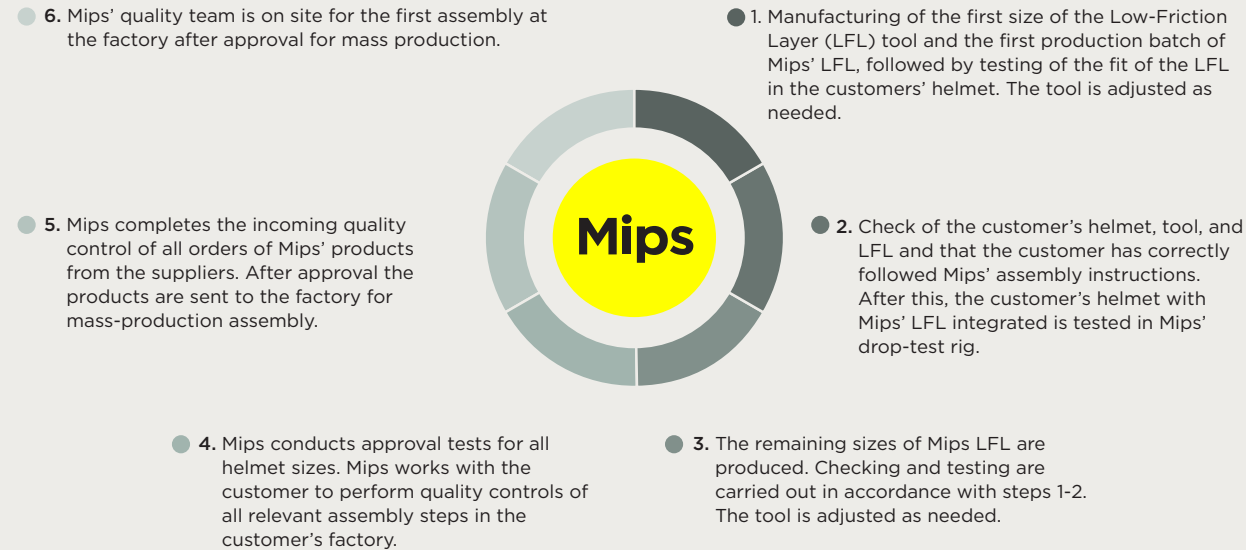 1. Manufacturing of the first size of the Low-Friction
Layer (LFL) tool and the first production batch of
Mips’ LFL, followed by testing of the fit of the LFL
in the customers’ helmet. The tool is adjusted as
needed.
2. Check of the customer’s helmet, tool, and
LFL and that the customer has correctly
followed Mips’ assembly instructions.
After this, the customer’s helmet with
Mips’ LFL integrated is tested in Mips’
drop-test rig.
3. The remaining sizes of Mips LFL are
produced. Checking and testing are
carried out in accordance with steps 1-2.
The tool is adjusted as needed.
4. Mips conducts approval tests for all
helmet sizes. Mips works with the
customer to perform quality controls of
all relevant assembly steps in the
customer’s factory.
5. Mips completes the incoming quality
control of all orders of Mips’ products
from the suppliers. After approval the
products are sent to the factory for
mass-production assembly.
6. Mips’ quality team is on site for the first assembly at
the factory after approval for mass production.
Mips